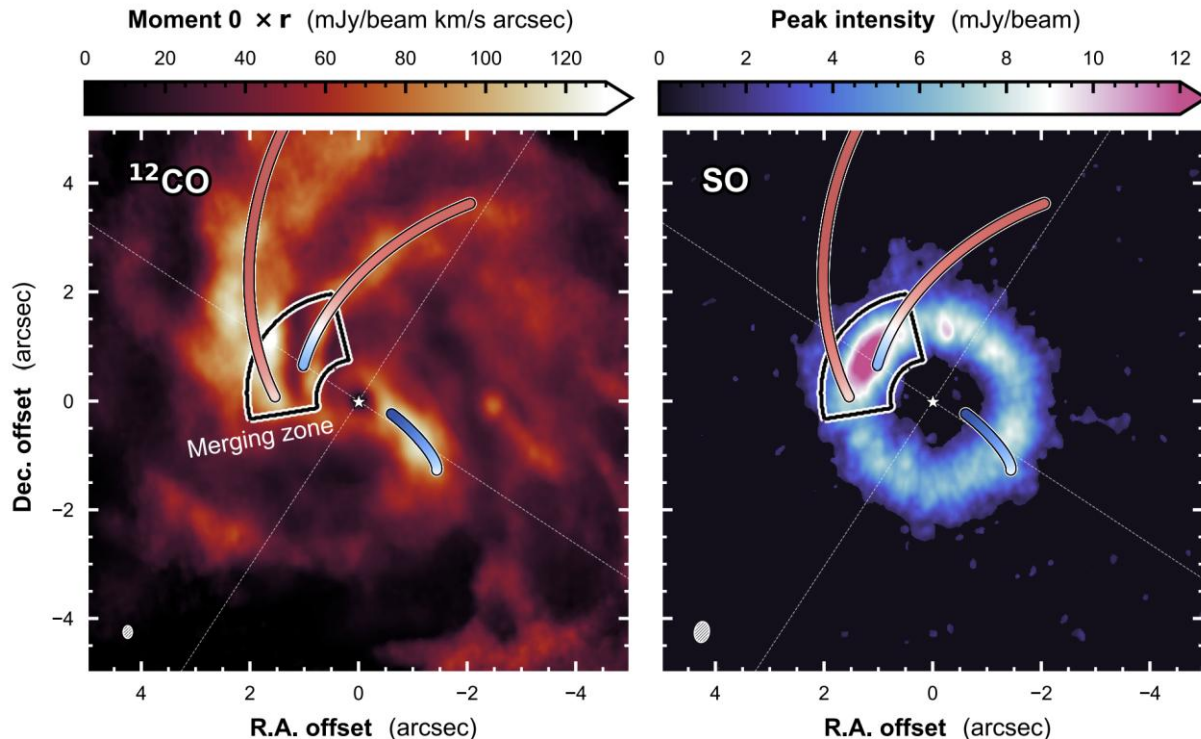 Moment 0 × r (mJy/beam km/s arcsec)
0 20 40 60 80 100 120
Peak intensity (mJy/beam)
0 2 4 6 8 10 12
¹²CO
Merging zone
Dec. offset (arcsec)
4
2
0
−2
−4
4 2 0 −2 −4
R.A. offset (arcsec)
SO
4 2 0 −2 −4
R.A. offset (arcsec)